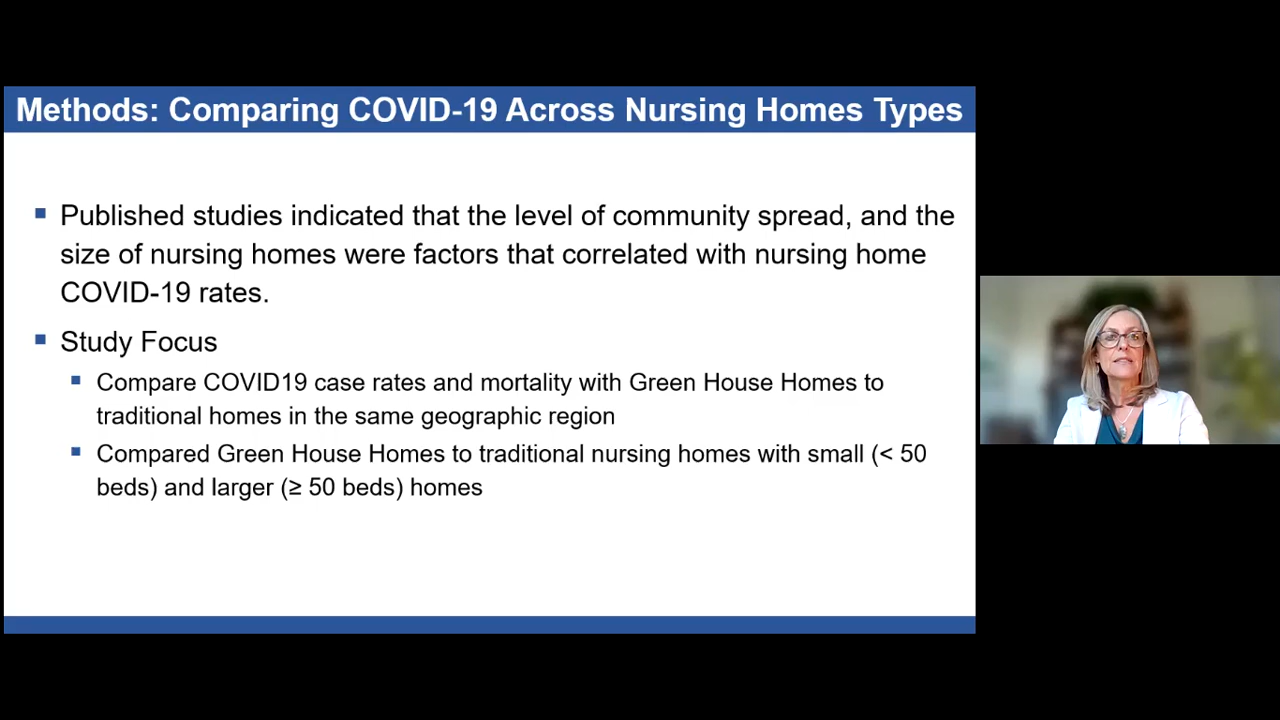 Methods: Comparing COVID-19 Across Nursing Homes Types
Published studies indicated that the level of community spread, and the
size of nursing homes were factors that correlated with nursing home
COVID-19 rates.
Study Focus
Compare COVID19 case rates and mortality with Green House Homes to
traditional homes in the same geographic region
Compared Green House Homes to traditional nursing homes with small (< 50
beds) and larger (≥ 50 beds) homes